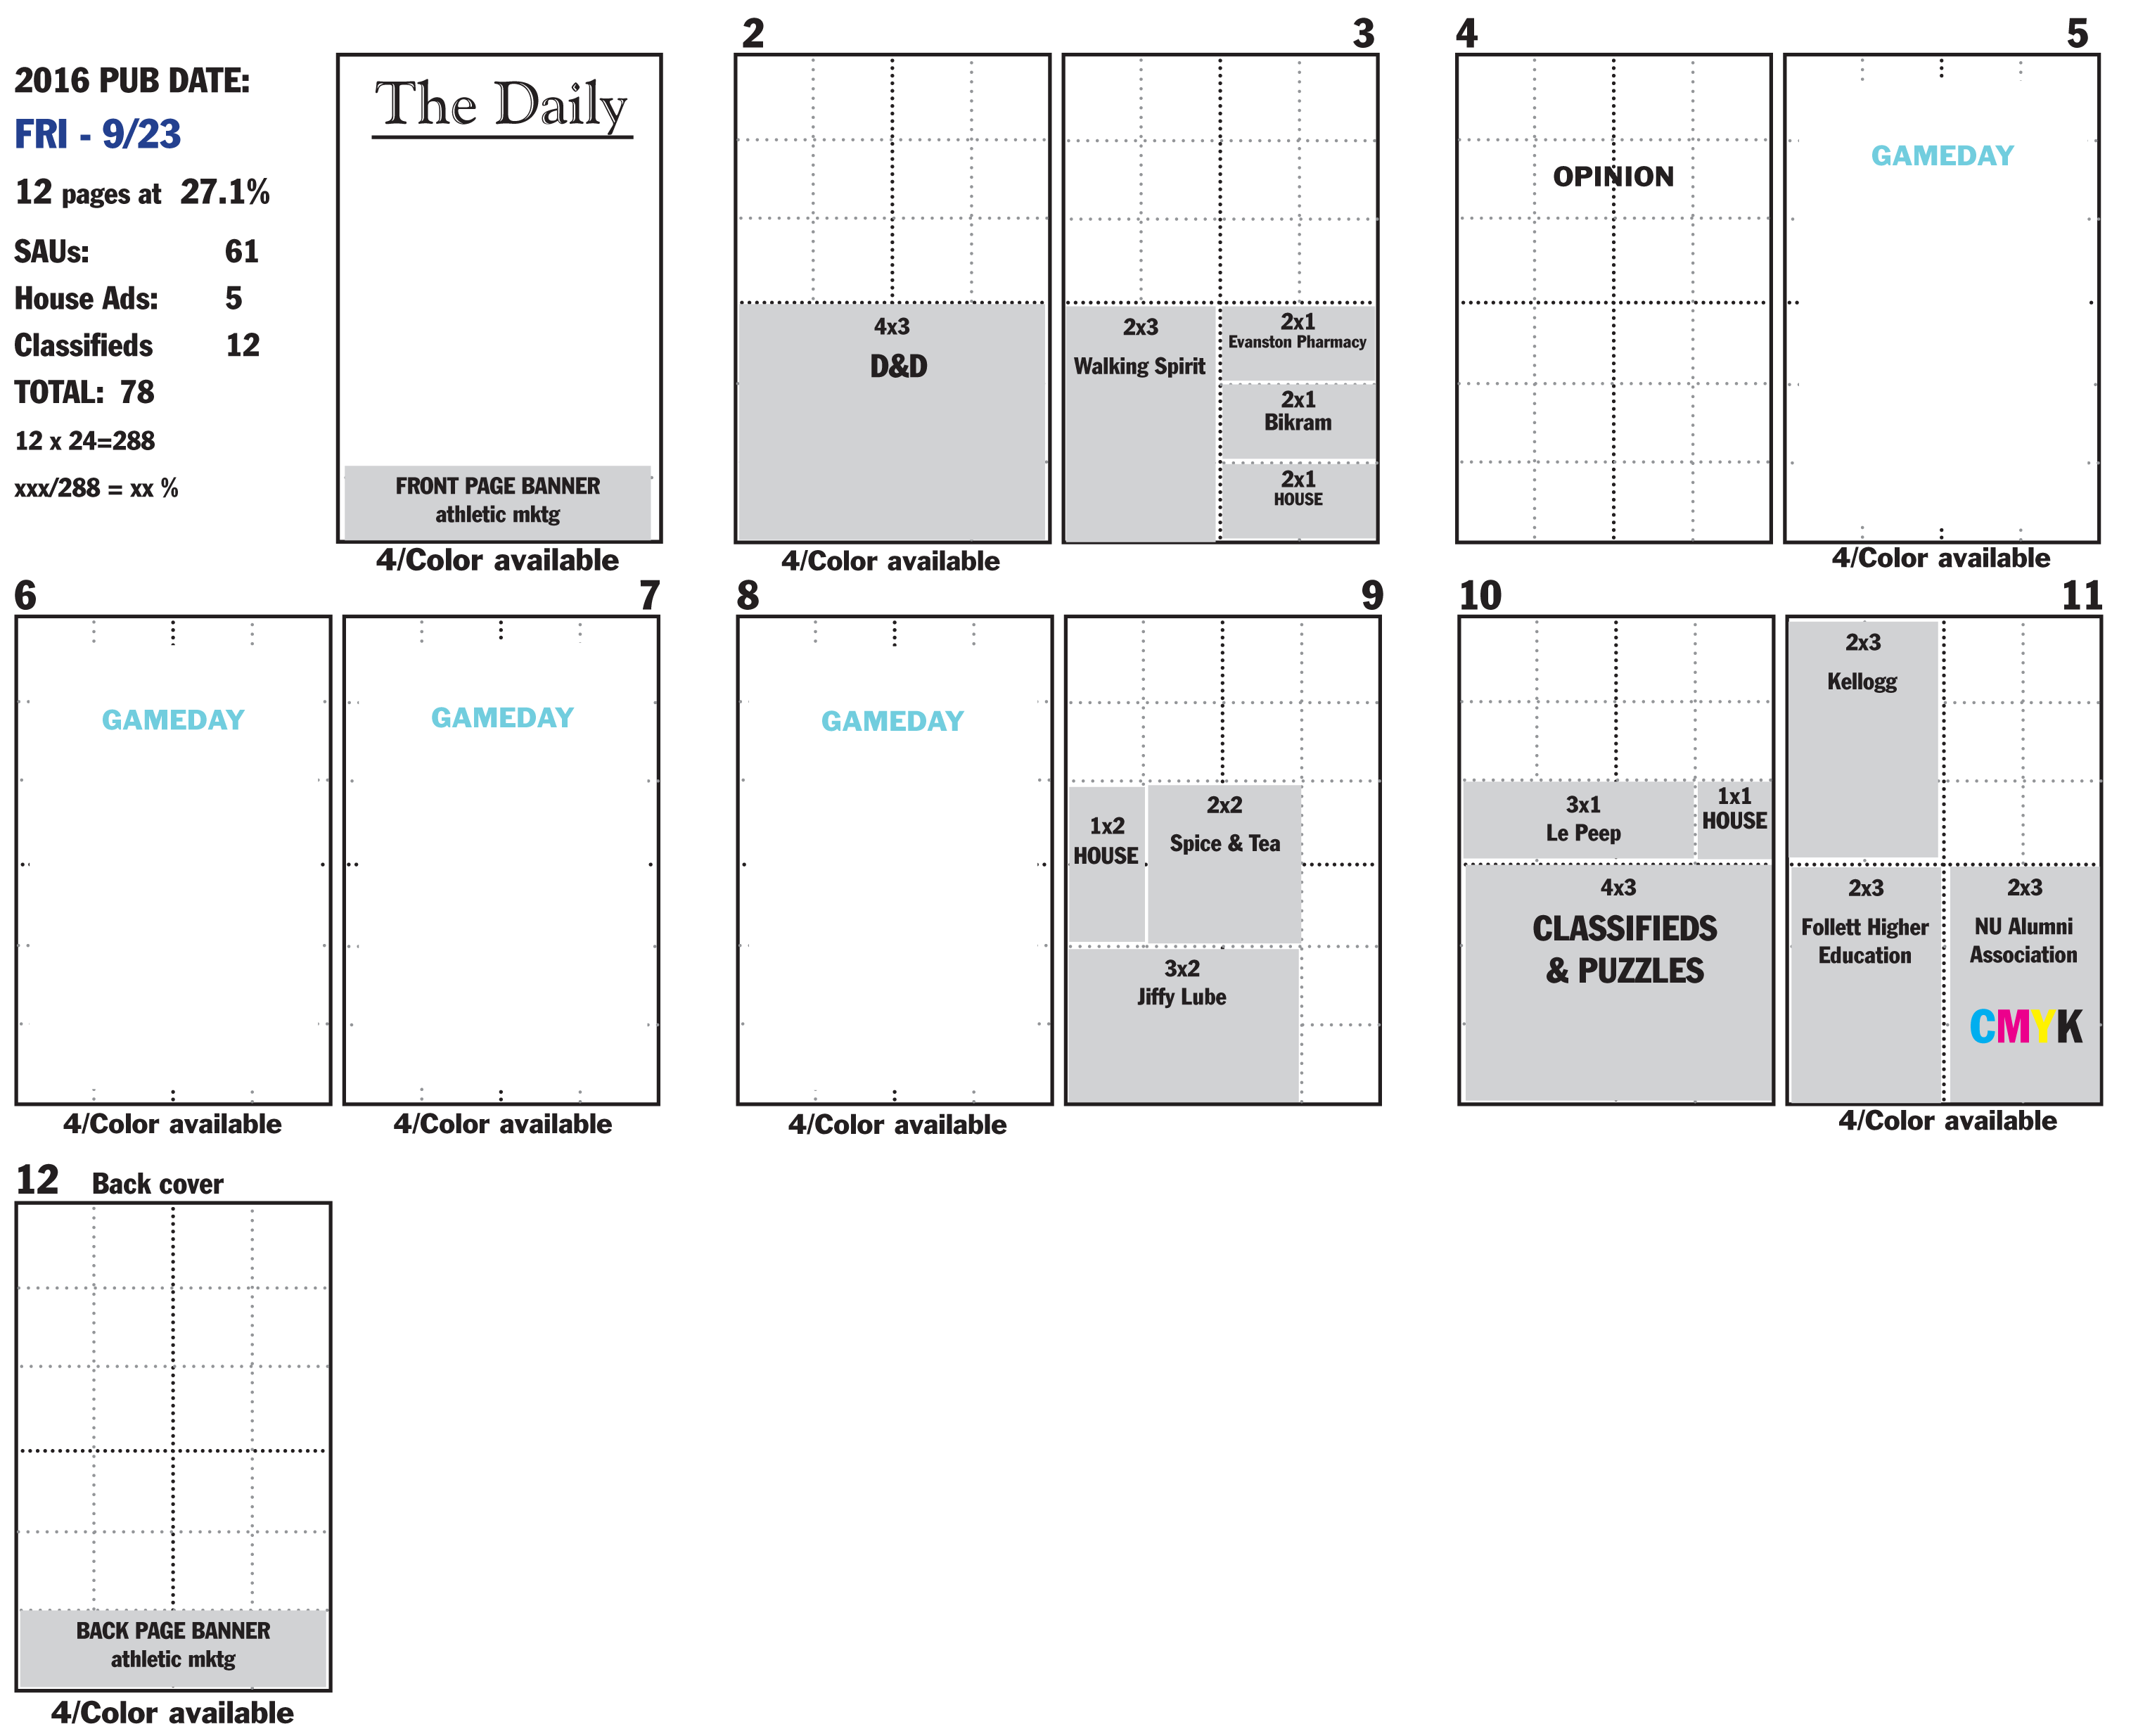 2016 PUB DATE:
FRI - 9/23
12 pages at 27.1%
SAUs: 61
House Ads: 5
Classifieds 12
TOTAL: 78
12 x 24=288
xxx/288 = xx %
The Daily
FRONT PAGE BANNER
athletic mktg
4/Color available
2
4x3
D&D
4/Color available
3
2x3
Walking Spirit
2x1
Evanston Pharmacy
2x1
Bikram
2x1
HOUSE
4
OPINION
5
GAMEDAY
4/Color available
6
GAMEDAY
4/Color available
7
GAMEDAY
4/Color available
8
GAMEDAY
4/Color available
9
1x2
HOUSE
2x2
Spice & Tea
3x2
Jiffy Lube
10
3x1
Le Peep
1x1
HOUSE
4x3
CLASSIFIEDS
& PUZZLES
11
2x3
Kellogg
2x3
Follett Higher
Education
2x3
NU Alumni
Association
CMYK
4/Color available
12 Back cover
BACK PAGE BANNER
athletic mktg
4/Color available